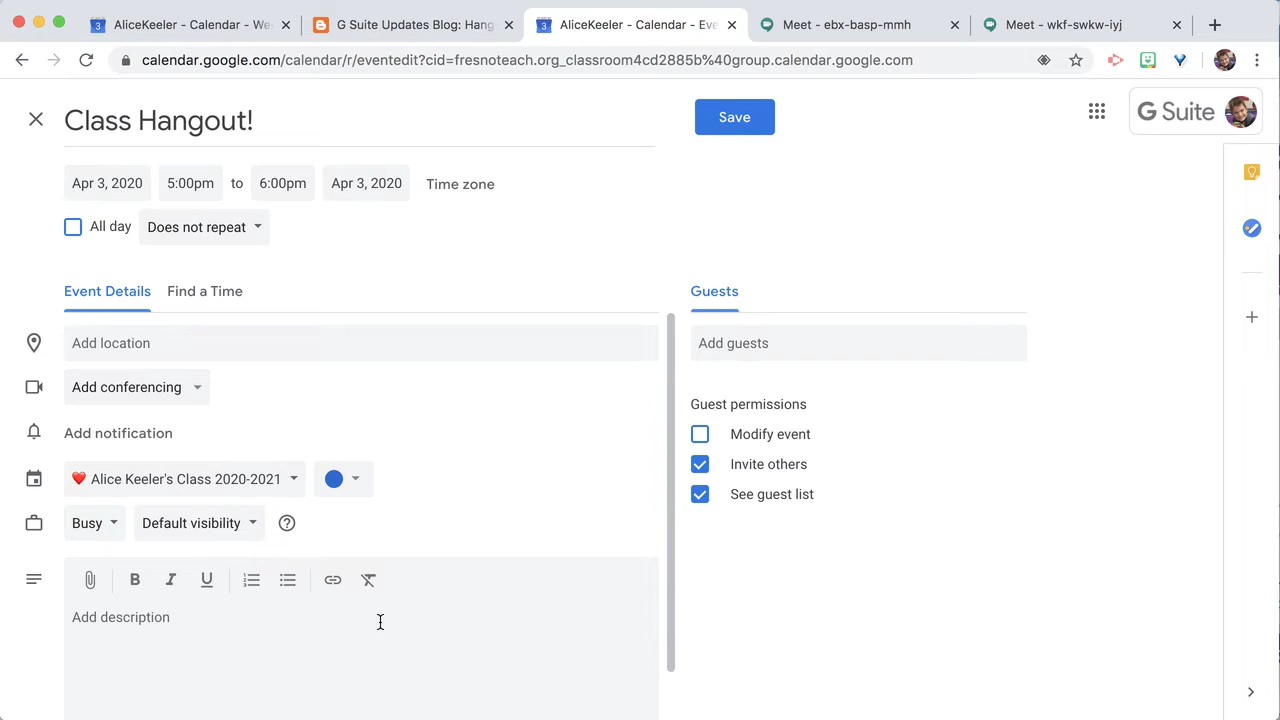 AliceKeeler - Calendar - We
G Suite Updates Blog: Hang
AliceKeeler - Calendar - Eve
Meet - ebx-basp-mmh
Meet - wkf-swkw-iyj
calendar.google.com/calendar/r/eventedit?cid=fresnoteach.org_classroom4cd2885b%40group.calendar.google.com
Class Hangout!
Save
G Suite
Apr 3, 2020 5:00pm to 6:00pm Apr 3, 2020 Time zone
All day Does not repeat
Event Details Find a Time
Guests
Add location
Add guests
Add conferencing
Guest permissions
Add notification
Modify event
Invite others
Alice Keeler's Class 2020-2021
See guest list
Busy Default visibility
B I U
Add description